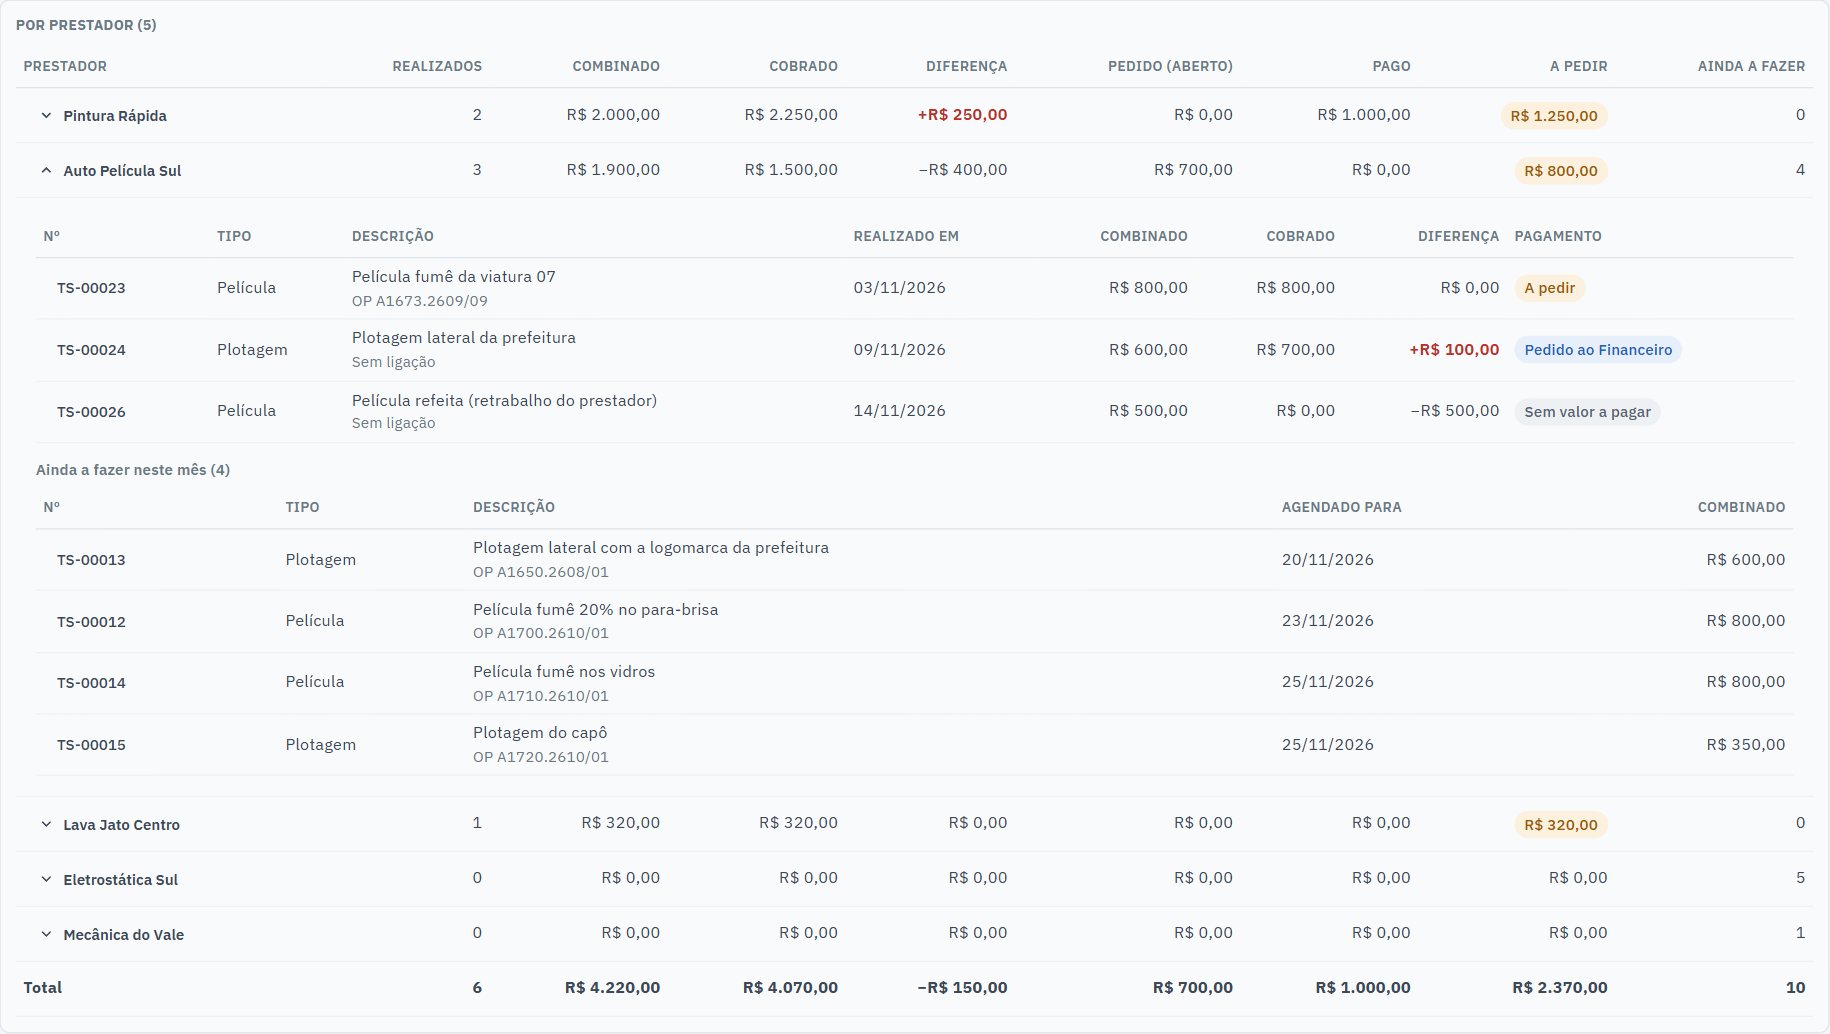 POR PRESTADOR (5)
PRESTADOR REALIZADOS COMBINADO COBRADO DIFERENÇA PEDIDO (ABERTO) PAGO A PEDIR AINDA A FAZER
Pintura Rápida 2 R$ 2.000,00 R$ 2.250,00 +R$ 250,00 R$ 0,00 R$ 1.000,00 R$ 1.250,00 0
Auto Película Sul 3 R$ 1.900,00 R$ 1.500,00 −R$ 400,00 R$ 700,00 R$ 0,00 R$ 800,00 4
Nº TIPO DESCRIÇÃO REALIZADO EM COMBINADO COBRADO DIFERENÇA PAGAMENTO
TS-00023 Película Película fumê da viatura 07 03/11/2026 R$ 800,00 R$ 800,00 R$ 0,00 A pedir
OP A1673.2609/09
TS-00024 Plotagem Plotagem lateral da prefeitura 09/11/2026 R$ 600,00 R$ 700,00 +R$ 100,00 Pedido ao Financeiro
Sem ligação
TS-00026 Película Película refeita (retrabalho do prestador) 14/11/2026 R$ 500,00 R$ 0,00 −R$ 500,00 Sem valor a pagar
Sem ligação
Ainda a fazer neste mês (4)
Nº TIPO DESCRIÇÃO AGENDADO PARA COMBINADO
TS-00013 Plotagem Plotagem lateral com a logomarca da prefeitura 20/11/2026 R$ 600,00
OP A1650.2608/01
TS-00012 Película Película fumê 20% no para-brisa 23/11/2026 R$ 800,00
OP A1700.2610/01
TS-00014 Película Película fumê nos vidros 25/11/2026 R$ 800,00
OP A1710.2610/01
TS-00015 Plotagem Plotagem do capô 25/11/2026 R$ 350,00
OP A1720.2610/01
Lava Jato Centro 1 R$ 320,00 R$ 320,00 R$ 0,00 R$ 0,00 R$ 0,00 R$ 320,00 0
Eletrostática Sul 0 R$ 0,00 R$ 0,00 R$ 0,00 R$ 0,00 R$ 0,00 R$ 0,00 5
Mecânica do Vale 0 R$ 0,00 R$ 0,00 R$ 0,00 R$ 0,00 R$ 0,00 R$ 0,00 1
Total 6 R$ 4.220,00 R$ 4.070,00 −R$ 150,00 R$ 700,00 R$ 1.000,00 R$ 2.370,00 10